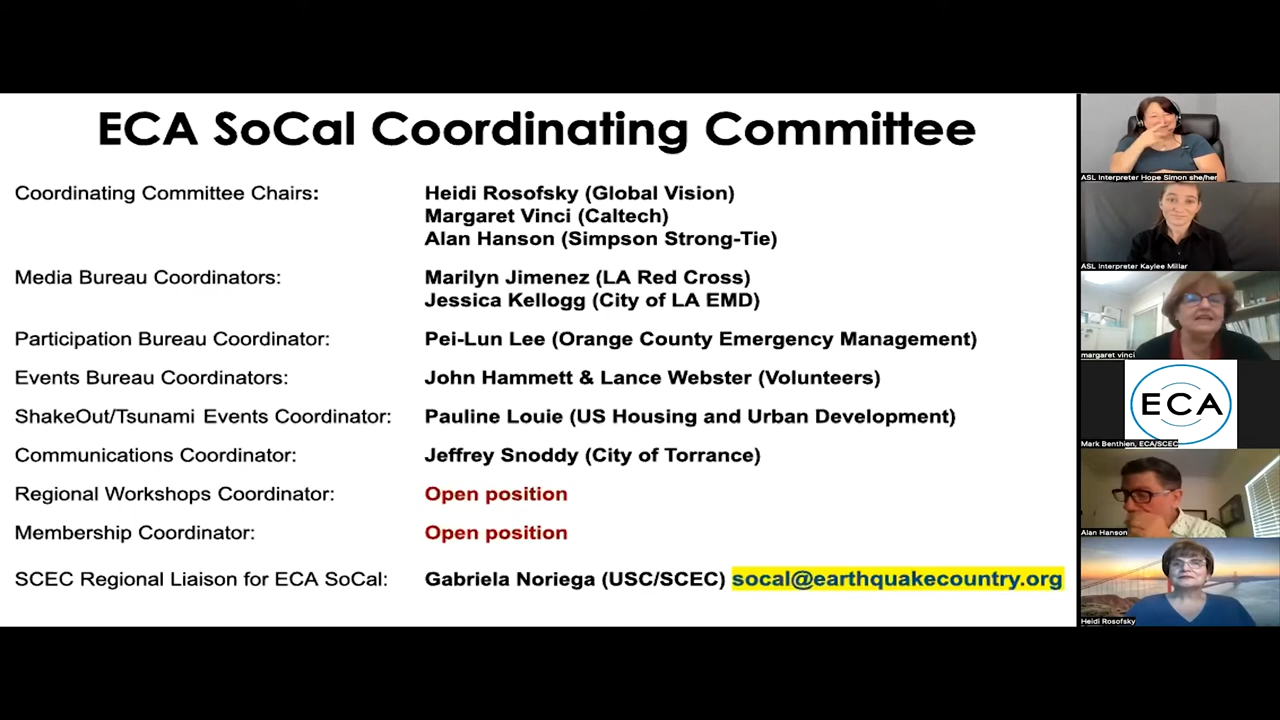 ECA SoCal Coordinating Committee
Coordinating Committee Chairs: Heidi Rosofsky (Global Vision)
Margaret Vinci (Caltech)
Alan Hanson (Simpson Strong-Tie)
Media Bureau Coordinators: Marilyn Jimenez (LA Red Cross)
Jessica Kellogg (City of LA EMD)
Participation Bureau Coordinator: Pei-Lun Lee (Orange County Emergency Management)
Events Bureau Coordinators: John Hammett & Lance Webster (Volunteers)
ShakeOut/Tsunami Events Coordinator: Pauline Louie (US Housing and Urban Development)
Communications Coordinator: Jeffrey Snoddy (City of Torrance)
Regional Workshops Coordinator: Open position
Membership Coordinator: Open position
SCEC Regional Liaison for ECA SoCal: Gabriela Noriega (USC/SCEC) socal@earthquakecountry.org
ASL Interpreter Hope Simon she/her
ASL Interpreter Kaylee Millar
margaret vinci
ECA
Mark Benthien, ECA/SCEC
Alan Hanson
Heidi Rosofsky